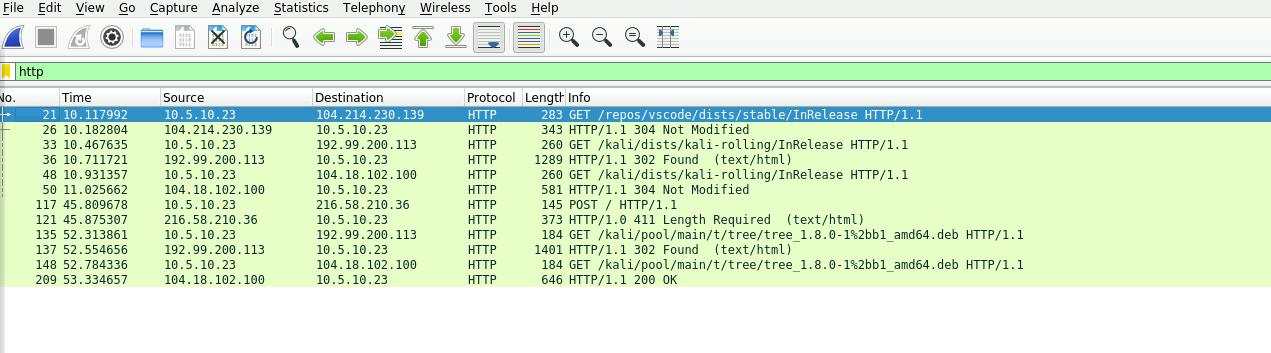 File Edit View Go Capture Analyze Statistics Telephony Wireless Tools Help
http
No. Time Source Destination Protocol Length Info
21 10.117992 10.5.10.23 104.214.230.139 HTTP 283 GET /repos/vscode/dists/stable/InRelease HTTP/1.1
26 10.182804 104.214.230.139 10.5.10.23 HTTP 343 HTTP/1.1 304 Not Modified
33 10.467635 10.5.10.23 192.99.200.113 HTTP 260 GET /kali/dists/kali-rolling/InRelease HTTP/1.1
36 10.711721 192.99.200.113 10.5.10.23 HTTP 1289 HTTP/1.1 302 Found (text/html)
48 10.931357 10.5.10.23 104.18.102.100 HTTP 260 GET /kali/dists/kali-rolling/InRelease HTTP/1.1
50 11.025662 104.18.102.100 10.5.10.23 HTTP 581 HTTP/1.1 304 Not Modified
117 45.809678 10.5.10.23 216.58.210.36 HTTP 145 POST / HTTP/1.1
121 45.875307 216.58.210.36 10.5.10.23 HTTP 373 HTTP/1.0 411 Length Required (text/html)
135 52.313861 10.5.10.23 192.99.200.113 HTTP 184 GET /kali/pool/main/t/tree/tree_1.8.0-1%2bb1_amd64.deb HTTP/1.1
137 52.554656 192.99.200.113 10.5.10.23 HTTP 1401 HTTP/1.1 302 Found (text/html)
148 52.784336 10.5.10.23 104.18.102.100 HTTP 184 GET /kali/pool/main/t/tree/tree_1.8.0-1%2bb1_amd64.deb HTTP/1.1
209 53.334657 104.18.102.100 10.5.10.23 HTTP 646 HTTP/1.1 200 OK